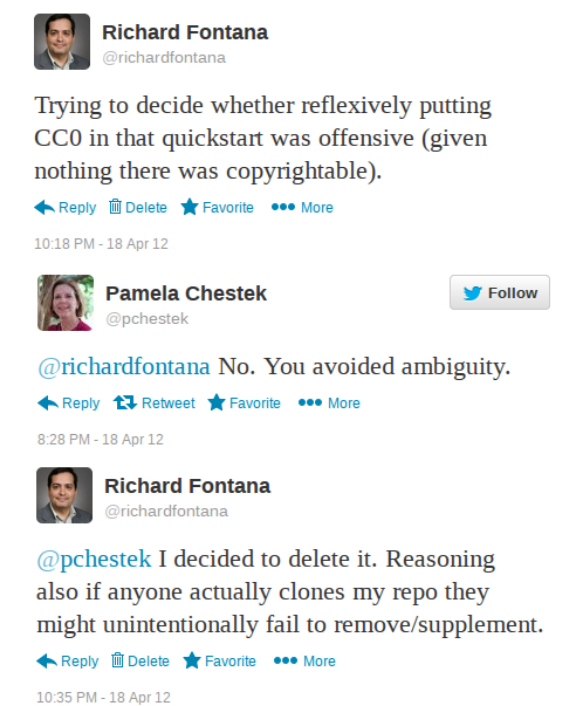 Richard Fontana
@richardfontana
Trying to decide whether reflexively putting
CC0 in that quickstart was offensive (given
nothing there was copyrightable).
Reply Delete Favorite More
10:18 PM - 18 Apr 12
Pamela Chestek
@pchestek
Follow
@richardfontana No. You avoided ambiguity.
Reply Retweet Favorite More
8:28 PM - 18 Apr 12
Richard Fontana
@richardfontana
@pchestek I decided to delete it. Reasoning
also if anyone actually clones my repo they
might unintentionally fail to remove/supplement.
Reply Delete Favorite More
10:35 PM - 18 Apr 12